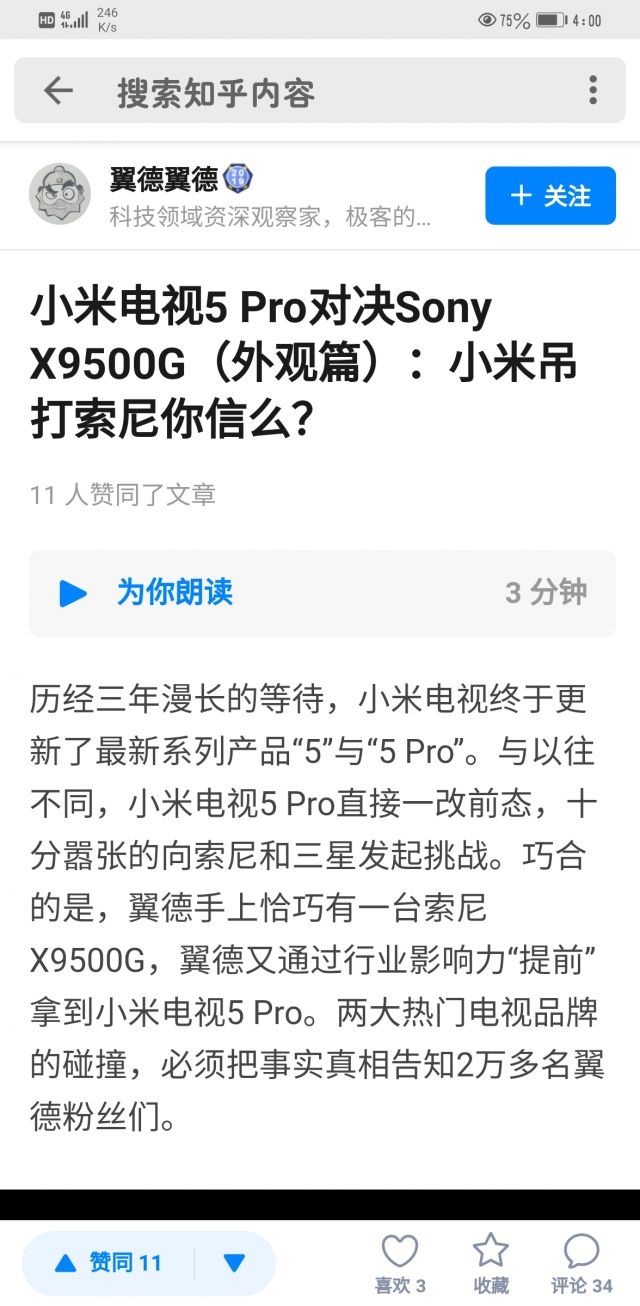 HD 4G 246 K/s 75% 4:00
搜索知乎内容
翼德翼德 2019
科技领域资深观察家，极客的...
+ 关注
小米电视5 Pro对决Sony
X9500G（外观篇）：小米吊
打索尼你信么？
11 人赞同了文章
为你朗读 3 分钟
历经三年漫长的等待，小米电视终于更
新了最新系列产品“5”与“5 Pro”。与以往
不同，小米电视5 Pro直接一改前态，十
分嚣张的向索尼和三星发起挑战。巧合
的是，翼德手上恰巧有一台索尼
X9500G，翼德又通过行业影响力“提前”
拿到小米电视5 Pro。两大热门电视品牌
的碰撞，必须把事实真相告知2万多名翼
德粉丝们。
赞同 11 喜欢 3 收藏 评论 34